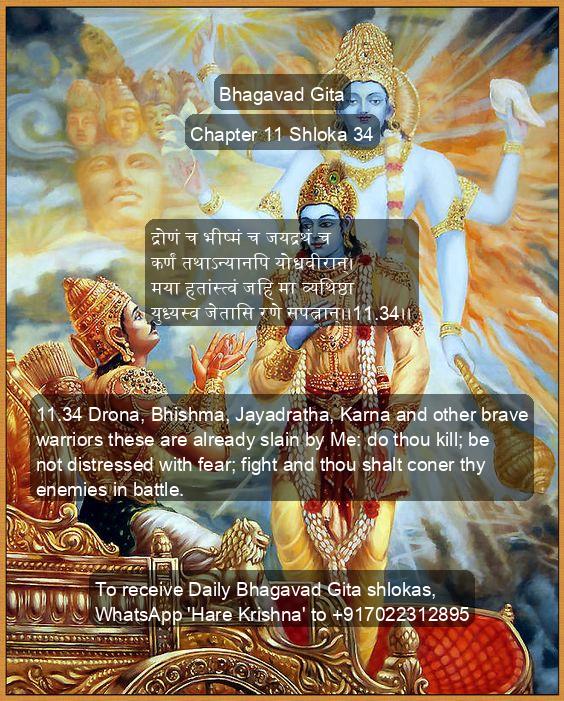 Bhagavad Gita
Chapter 11 Shloka 34
द्रोणं च भीष्मं च जयद्रथं च
कर्णं तथाऽन्यानपि योधवीरान्।
मया हतांस्त्वं जहि मा व्यथिष्ठा
युध्यस्व जेतासि रणे सपत्नान्।।11.34।।
11.34 Drona, Bhishma, Jayadratha, Karna and other brave
warriors these are already slain by Me: do thou kill; be
not distressed with fear; fight and thou shalt coner thy
enemies in battle.
To receive Daily Bhagavad Gita shlokas,
WhatsApp 'Hare Krishna' to +917022312895